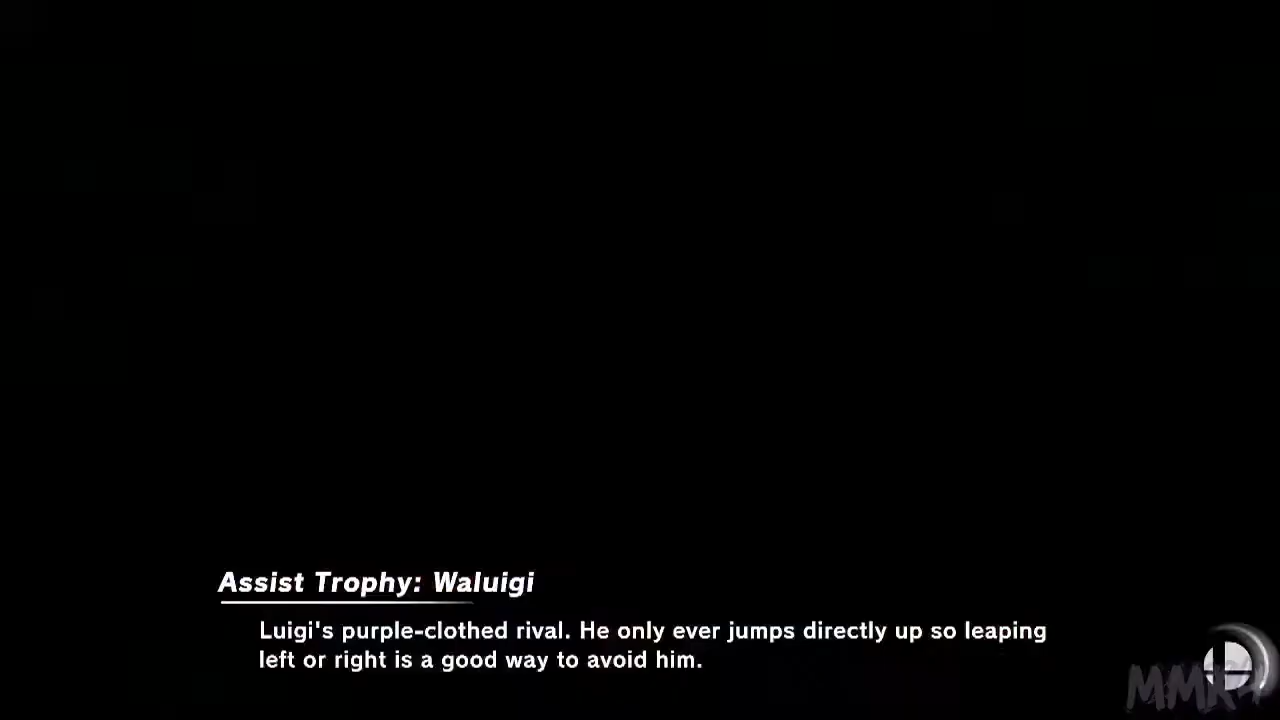 Assist Trophy: Waluigi
Luigi's purple-clothed rival. He only ever jumps directly up so leaping
left or right is a good way to avoid him.